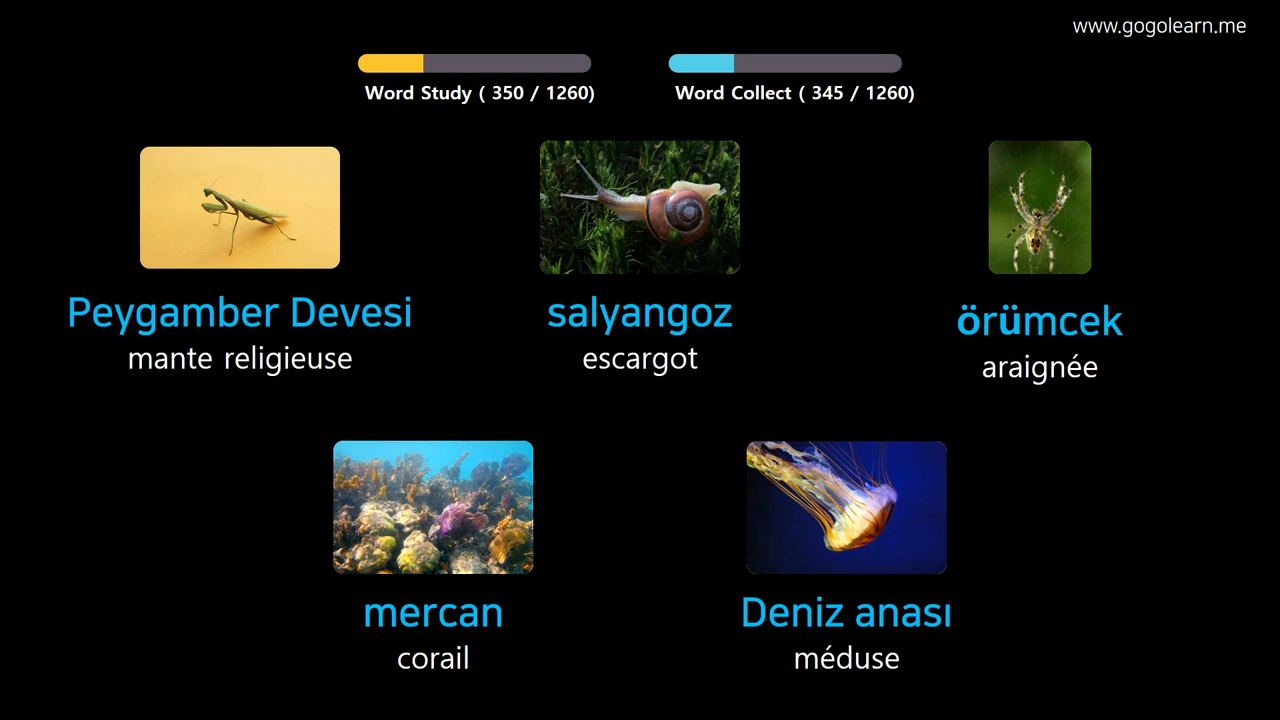 www.gogolearn.me
Word Study ( 350 / 1260)
Word Collect ( 345 / 1260)
Peygamber Devesi
mante religieuse
salyangoz
escargot
örümcek
araignée
mercan
corail
Deniz anası
méduse